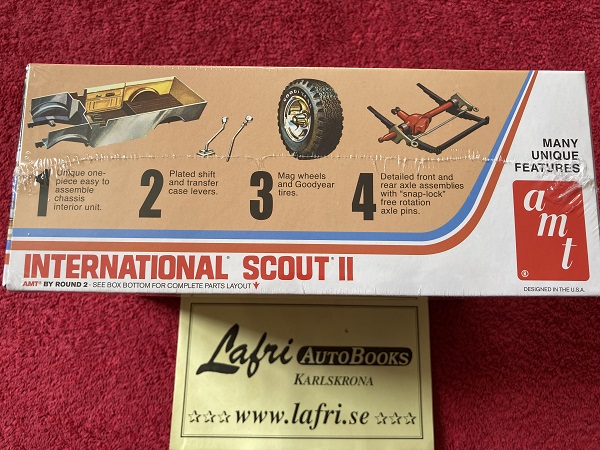 1
Unique one-
piece easy to
assemble
chassis
interior unit.
2
Plated shift
and transfer
case levers.
3
Mag wheels
and Goodyear
tires.
4
Detailed front and
rear axle assemblies
with "snap-lock"
free rotation
axle pins.
MANY
UNIQUE
FEATURES
amt
®
INTERNATIONAL® SCOUT® II
AMT® BY ROUND 2 - SEE BOX BOTTOM FOR COMPLETE PARTS LAYOUT
DESIGNED IN THE U.S.A.
Lafri AUTOBOOKS
KARLSKRONA
☆☆☆ www.lafri.se ☆☆☆